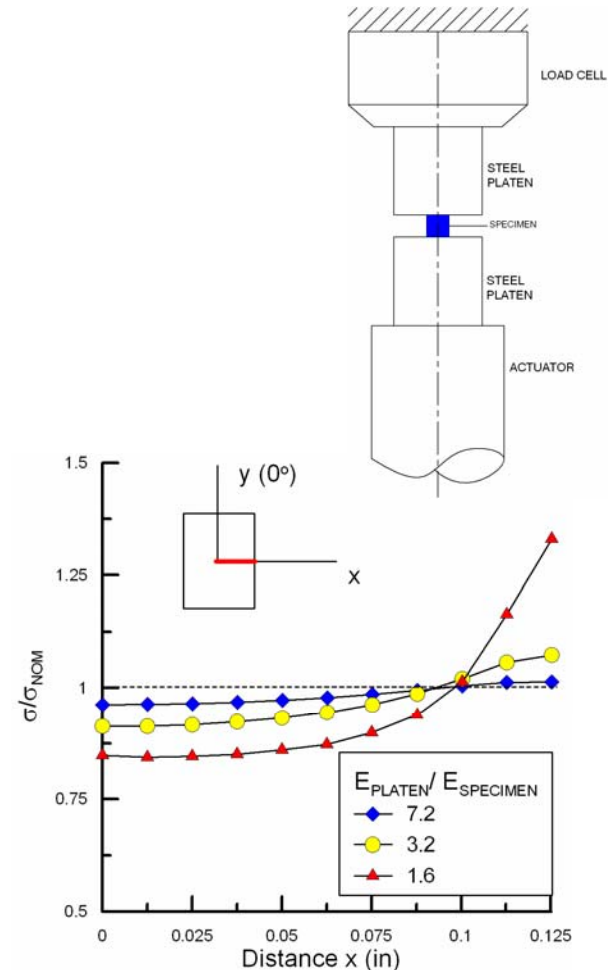 LOAD CELL
STEEL
PLATEN
SPECIMEN
STEEL
PLATEN
ACTUATOR
1.5
y (0°)
1.25
x
σ/σNOM
1
0.75
0.5
EPLATEN/ ESPECIMEN
7.2
3.2
1.6
0
0.025
0.05
0.075
0.1
0.125
Distance x (in)